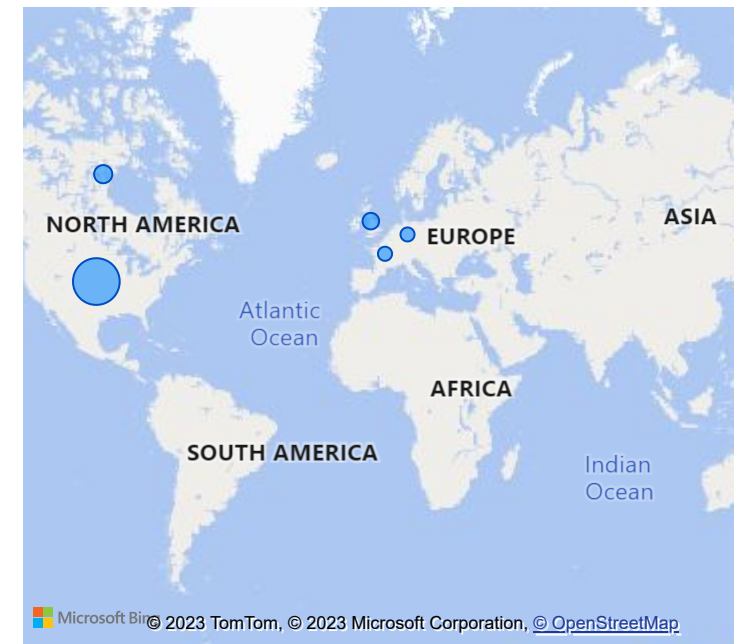 NORTH AMERICA
ASIA
EUROPE
Atlantic
Ocean
AFRICA
SOUTH AMERICA
Indian
Ocean
Microsoft Bing
© 2023 TomTom, © 2023 Microsoft Corporation, © OpenStreetMap